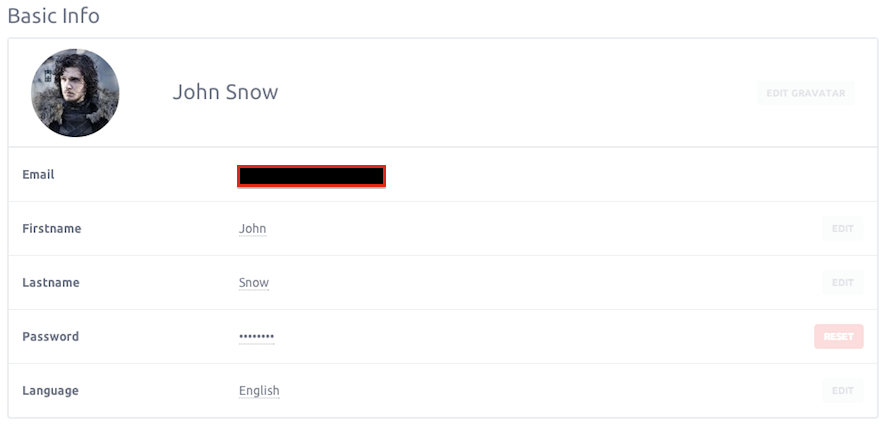 Basic Info
John Snow
EDIT GRAVATAR
Email
Firstname John EDIT
Lastname Snow EDIT
Password •••••••• RESET
Language English EDIT